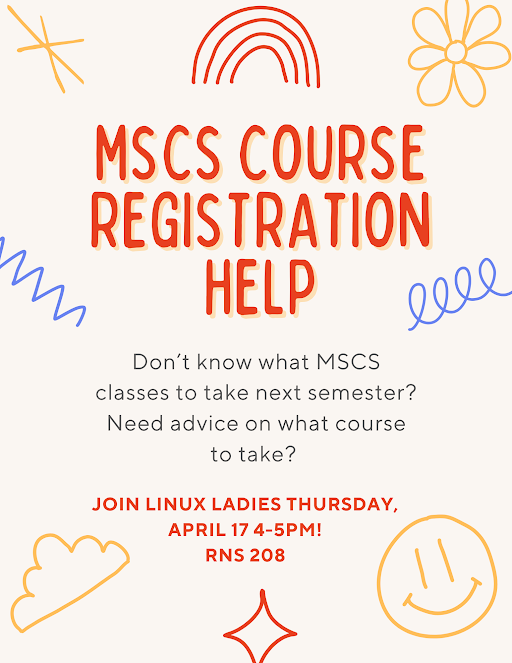 MSCS COURSE
REGISTRATION
HELP
Don't know what MSCS
classes to take next semester?
Need advice on what course
to take?
JOIN LINUX LADIES THURSDAY,
APRIL 17 4-5PM!
RNS 208